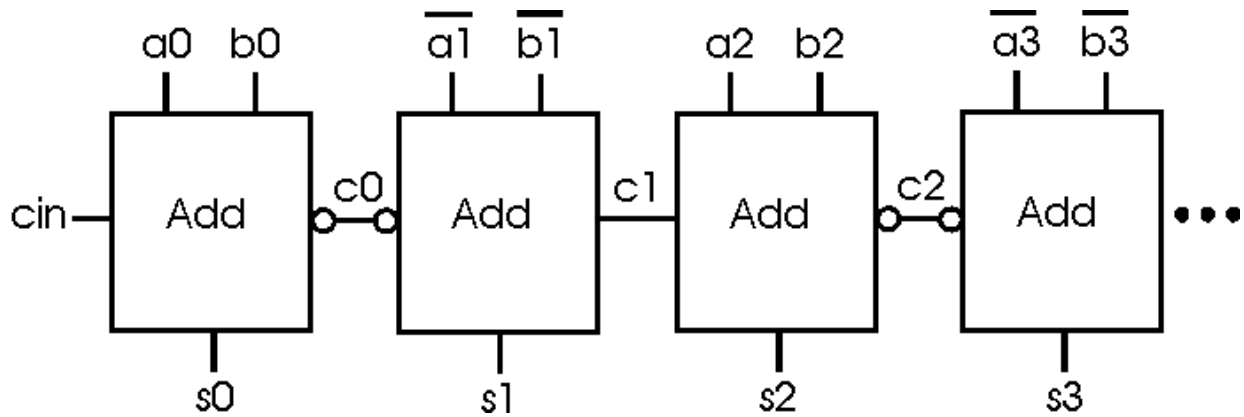 a0 b0 a1 b1 a2 b2 a3 b3
cin Add c0 Add c1 Add c2 Add
s0 s1 s2 s3